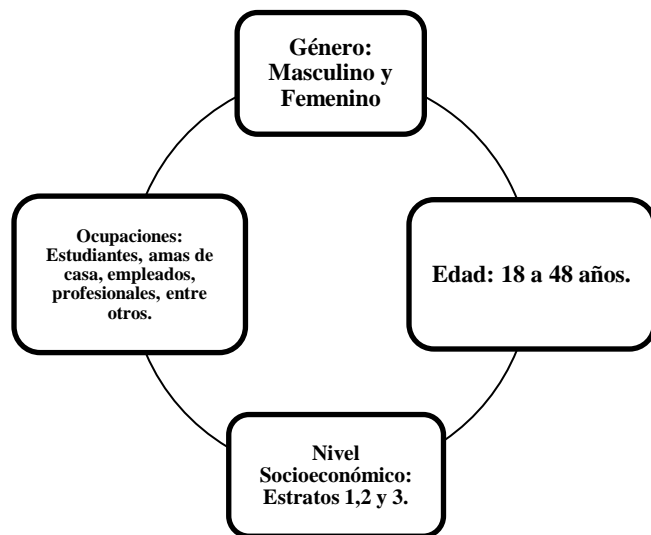 Género:
Masculino y
Femenino
Ocupaciones:
Estudiantes, amas de
casa, empleados,
profesionales, entre
otros.
Edad: 18 a 48 años.
Nivel
Socioeconómico:
Estratos 1,2 y 3.